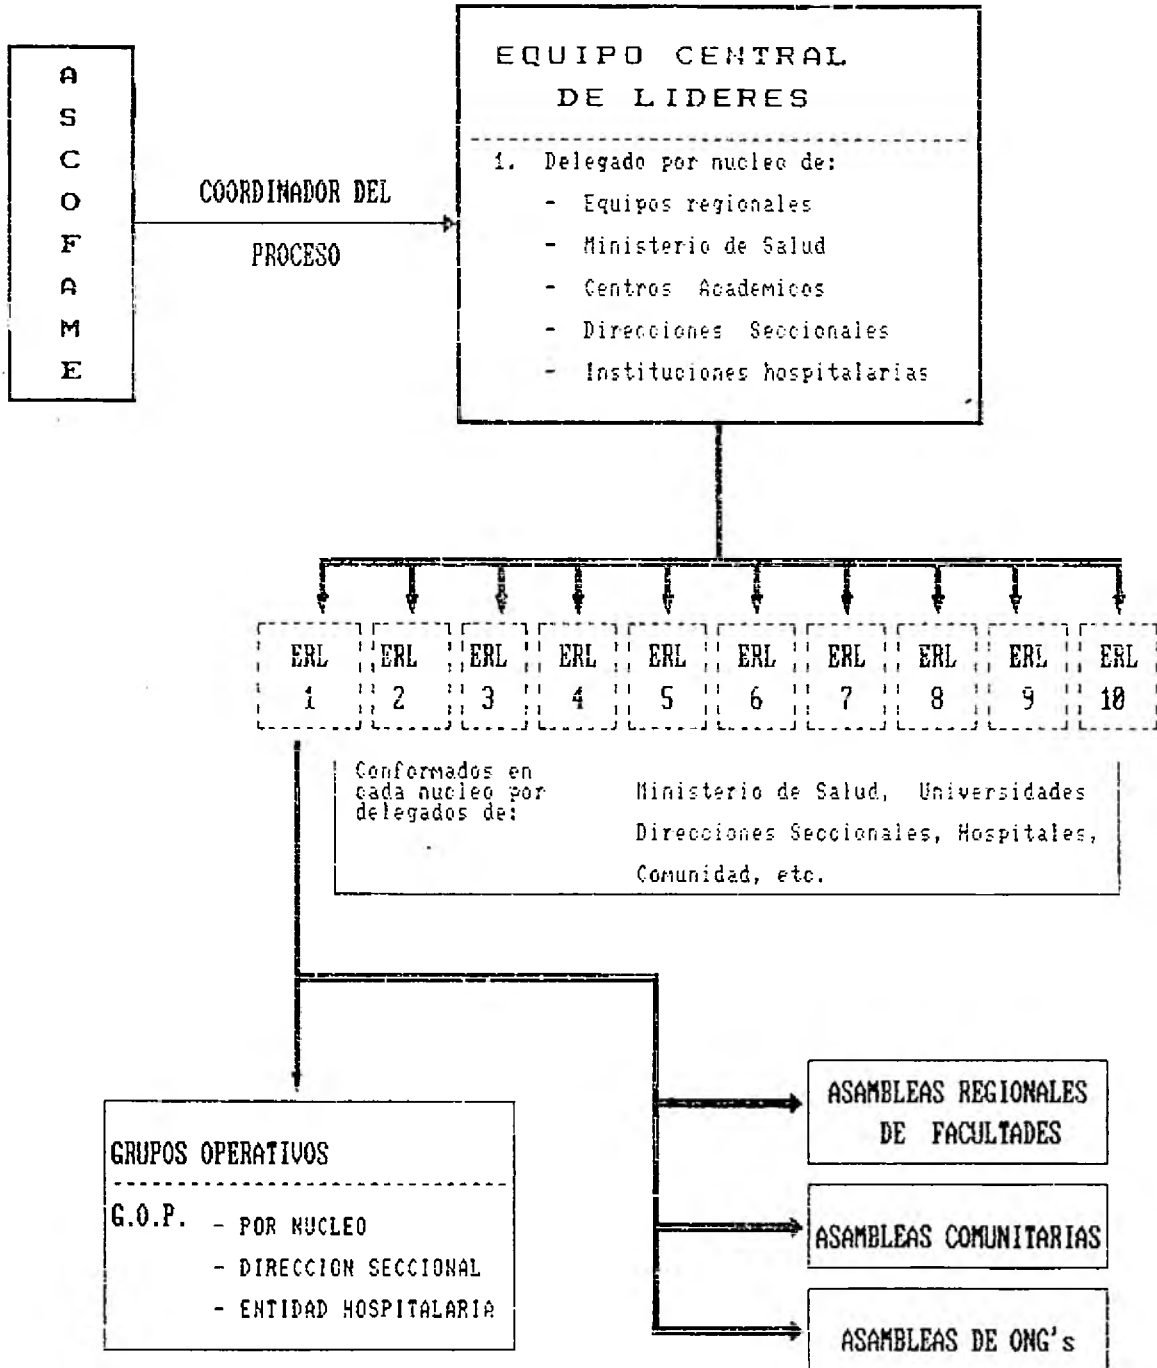 ASCOFAME
COORDINADOR DEL
PROCESO
EQUIPO CENTRAL
DE LIDERES
1. Delegado por nucleo de:
- Equipos regionales
- Ministerio de Salud
- Centros Academicos
- Direcciones Seccionales
- Instituciones hospitalarias
ERL ERL ERL ERL ERL ERL ERL ERL ERL ERL
1 2 3 4 5 6 7 8 9 10
Conformados en
cada nucleo por
delegados de:
Ministerio de Salud, Universidades
Direcciones Seccionales, Hospitales,
Comunidad, etc.
GRUPOS OPERATIVOS
G.O.P. - POR NUCLEO
- DIRECCION SECCIONAL
- ENTIDAD HOSPITALARIA
ASAMBLEAS REGIONALES
DE FACULTADES
ASAMBLEAS COMUNITARIAS
ASAMBLEAS DE ONG's